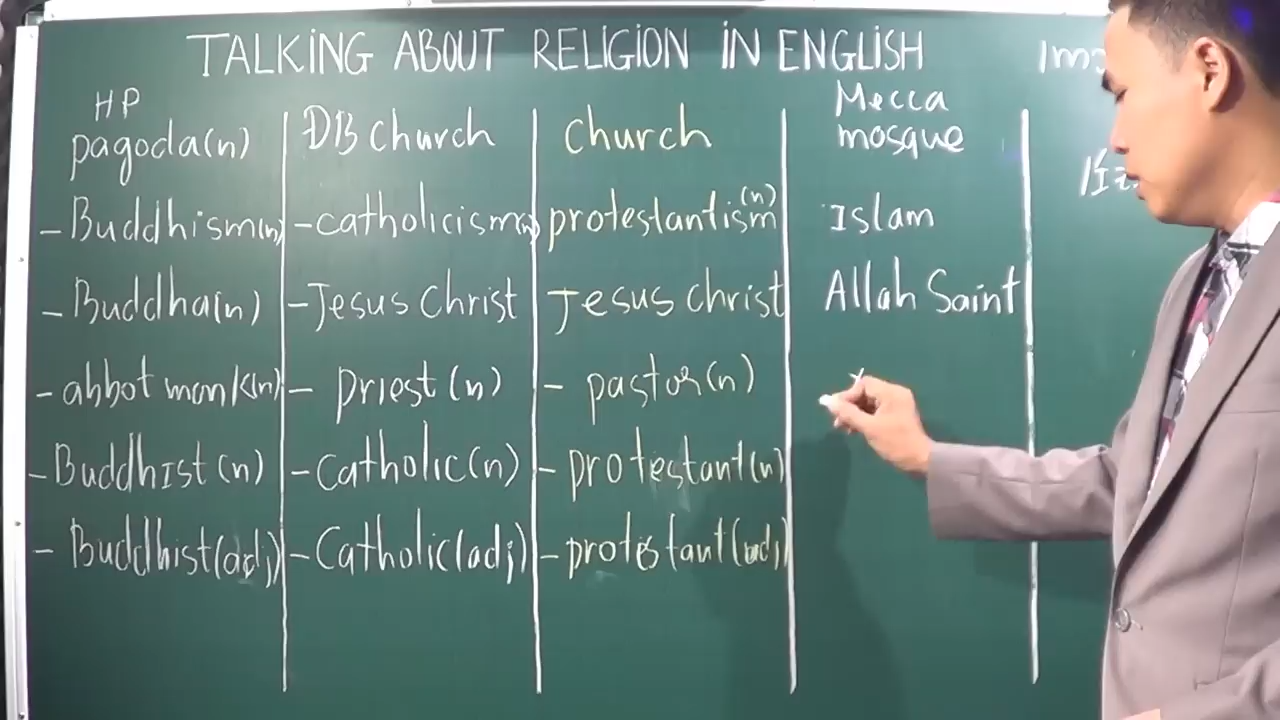 TALKING ABOUT RELIGION IN ENGLISH
HP
pagoda(n)
- Buddhism(n)
- Buddha(n)
- abbot monk(n)
- Buddhist (n)
- Buddhist(adj)
ĐB church
- catholicism(n)
- Jesus Christ
- priest (n)
- catholic(n)
- Catholic(adj)
church
protestantism (n)
Jesus christ
- pastor(n)
- protestant(n)
- protestant(adj)
Mecca
mosque
Islam
Allah Saint